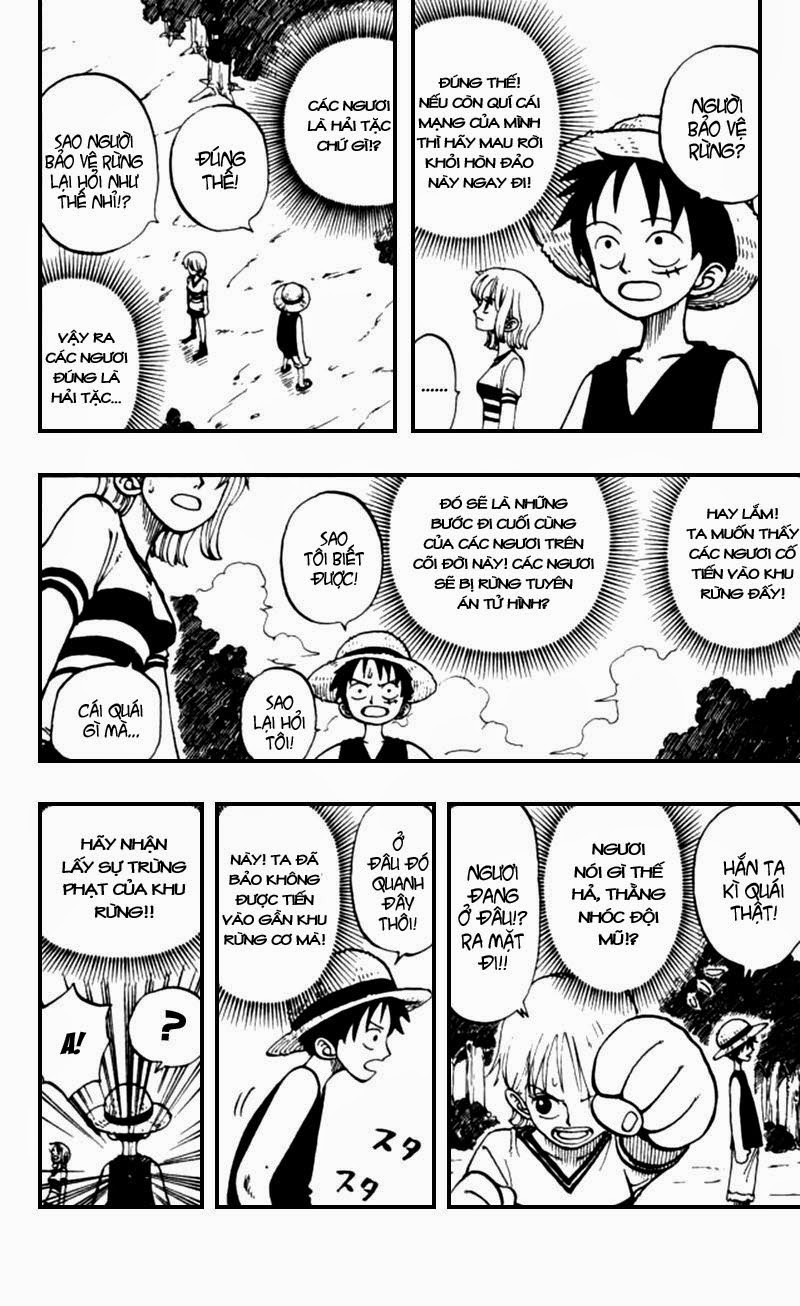 NGƯỜI
BẢO VỆ
RỪNG?
ĐÚNG THẾ!
NẾU CÒN QUÍ CÁI
MẠNG CỦA MÌNH
THÌ HÃY MAU RỜI
KHỎI HÒN ĐẢO
NÀY NGAY ĐI!
........
CÁC NGƯƠI
LÀ HẢI TẶC
CHỨ GÌ!?
ĐÚNG
THẾ!
SAO NGƯỜI
BẢO VỆ RỪNG
LẠI HỎI NHƯ
THẾ NHỈ!?
VẬY RA
CÁC NGƯƠI
ĐÚNG LÀ
HẢI TẶC...
HAY LẮM!
TA MUỐN THẤY
CÁC NGƯƠI CỐ
TIẾN VÀO KHU
RỪNG ĐẤY!
ĐÓ SẼ LÀ NHỮNG
BƯỚC ĐI CUỐI CÙNG
CỦA CÁC NGƯƠI TRÊN
CÕI ĐỜI NÀY! CÁC NGƯƠI
SẼ BỊ RỪNG TUYÊN
ÁN TỬ HÌNH?
SAO
TÔI BIẾT
ĐƯỢC!
SAO
LẠI HỎI
TÔI!
CÁI QUÁI
GÌ MÀ...
HẮN TA
KÌ QUÁI
THẬT!
NGƯƠI
NÓI GÌ THẾ
HẢ, THẰNG
NHÓC ĐỘI
MŨ!?
NGƯƠI
ĐANG
Ở ĐÂU!?
RA MẶT
ĐI!!
Ở
ĐÂU ĐÓ
QUANH
ĐÂY
THÔI!
NÀY! TA ĐÃ
BẢO KHÔNG
ĐƯỢC TIẾN
VÀO GẦN KHU
RỪNG CƠ MÀ!
スタ
スタ
HÃY NHẬN
LẤY SỰ TRỪNG
PHẠT CỦA KHU
RỪNG!!
?
A!